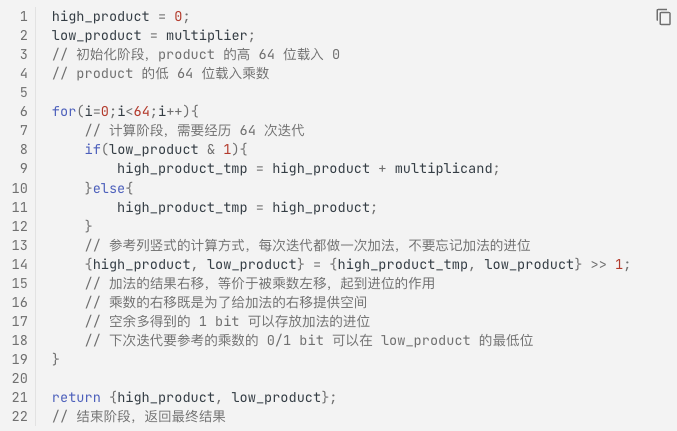 1 high_product = 0;
2 low_product = multiplier;
3 // 初始化阶段，product 的高 64 位载入 0
4 // product 的低 64 位载入乘数
5
6 for(i=0;i<64;i++){
7     // 计算阶段，需要经历 64 次迭代
8     if(low_product & 1){
9         high_product_tmp = high_product + multiplicand;
10     }else{
11         high_product_tmp = high_product;
12     }
13     // 参考列竖式的计算方式，每次迭代都做一次加法，不要忘记加法的进位
14     {high_product, low_product} = {high_product_tmp, low_product} >> 1;
15     // 加法的结果右移，等价于被乘数左移，起到进位的作用
16     // 乘数的右移既是为了给加法的右移提供空间
17     // 空余多得到的 1 bit 可以存放加法的进位
18     // 下次迭代要参考的乘数的 0/1 bit 可以在 low_product 的最低位
19 }
20
21 return {high_product, low_product};
22 // 结束阶段，返回最终结果